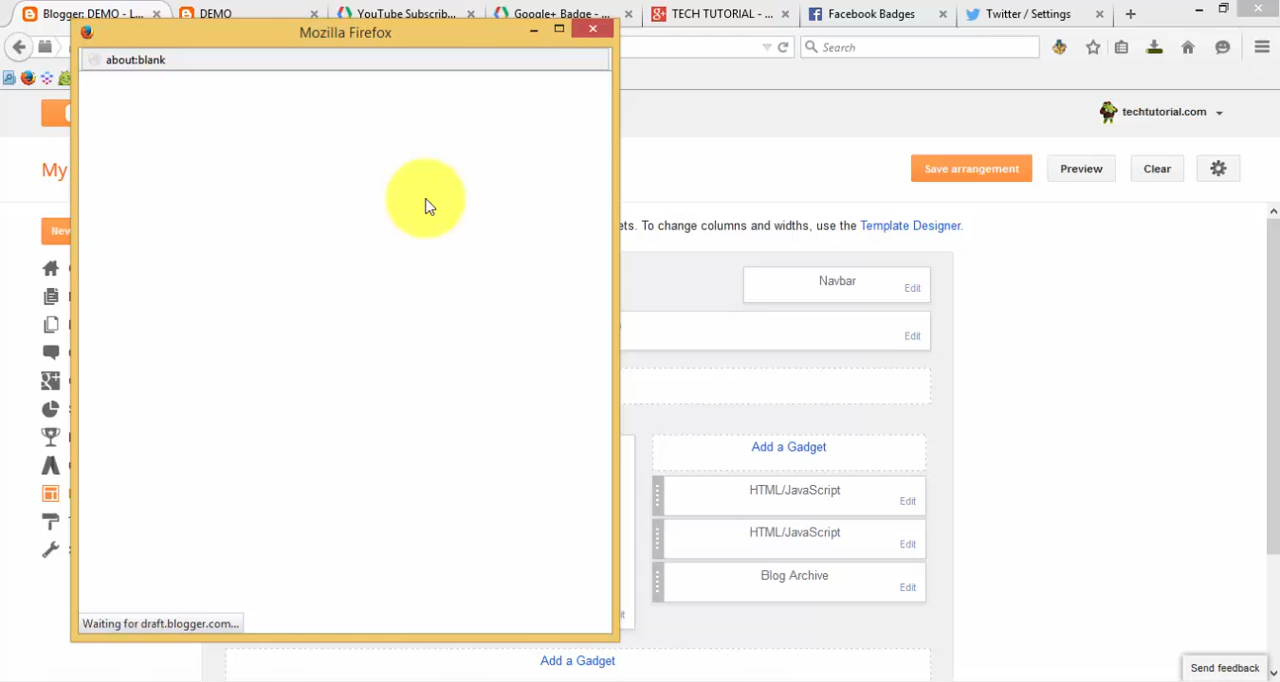 Blogger: DEMO - L...
DEMO
YouTube Subscrib...
Google+ Badge - ...
TECH TUTORIAL - ...
Facebook Badges
Twitter / Settings
Mozilla Firefox
Search
about:blank
techtutorial.com
My
Save arrangement
Preview
Clear
New
ets. To change columns and widths, use the Template Designer.
Navbar
Edit
Edit
Add a Gadget
HTML/JavaScript
Edit
HTML/JavaScript
Edit
Blog Archive
Edit
Waiting for draft.blogger.com...
Add a Gadget
Send feedback